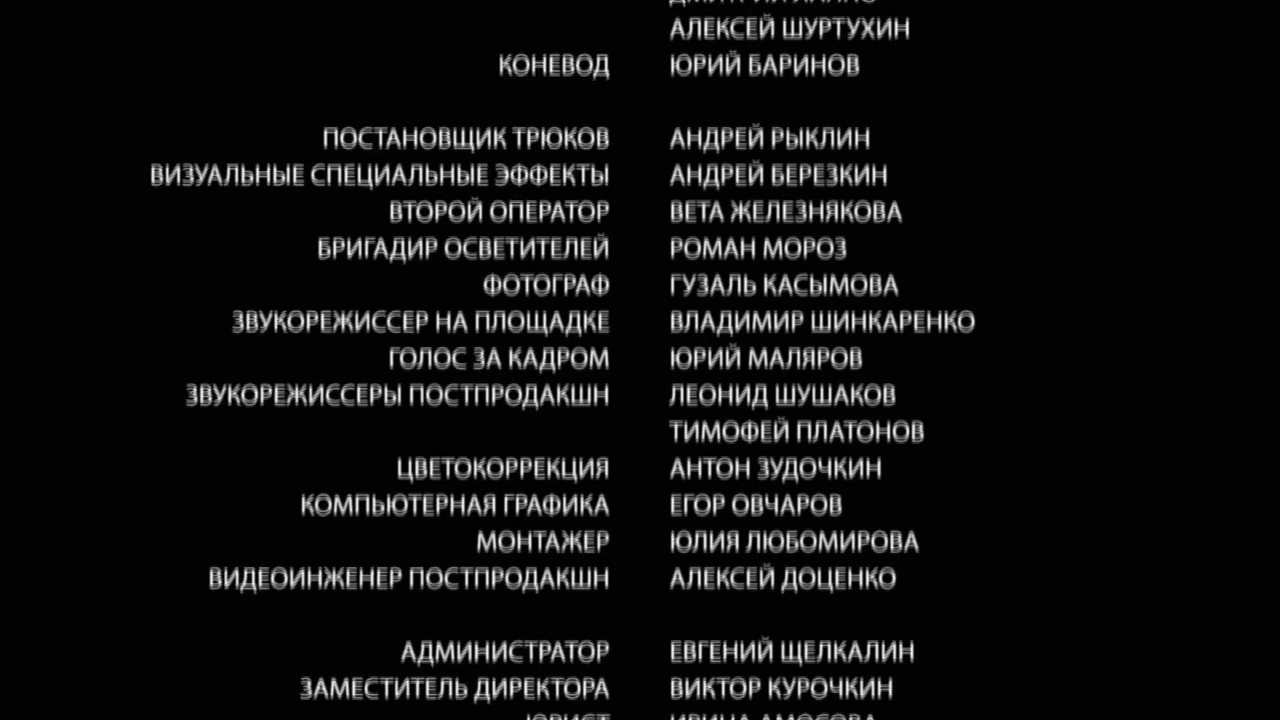 АЛЕКСЕЙ ШУРТУХИН
КОНЕВОД ЮРИЙ БАРИНОВ
ПОСТАНОВЩИК ТРЮКОВ АНДРЕЙ РЫКЛИН
ВИЗУАЛЬНЫЕ СПЕЦИАЛЬНЫЕ ЭФФЕКТЫ АНДРЕЙ БЕРЕЗКИН
ВТОРОЙ ОПЕРАТОР ВЕТА ЖЕЛЕЗНЯКОВА
БРИГАДИР ОСВЕТИТЕЛЕЙ РОМАН МОРОЗ
ФОТОГРАФ ГУЗАЛЬ КАСЫМОВА
ЗВУКОРЕЖИССЕР НА ПЛОЩАДКЕ ВЛАДИМИР ШИНКАРЕНКО
ГОЛОС ЗА КАДРОМ ЮРИЙ МАЛЯРОВ
ЗВУКОРЕЖИССЕРЫ ПОСТПРОДАКШН ЛЕОНИД ШУШАКОВ
ТИМОФЕЙ ПЛАТОНОВ
ЦВЕТОКОРРЕКЦИЯ АНТОН ЗУДОЧКИН
КОМПЬЮТЕРНАЯ ГРАФИКА ЕГОР ОВЧАРОВ
МОНТАЖЕР ЮЛИЯ ЛЮБОМИРОВА
ВИДЕОИНЖЕНЕР ПОСТПРОДАКШН АЛЕКСЕЙ ДОЦЕНКО
АДМИНИСТРАТОР ЕВГЕНИЙ ЩЕЛКАЛИН
ЗАМЕСТИТЕЛЬ ДИРЕКТОРА ВИКТОР КУРОЧКИН